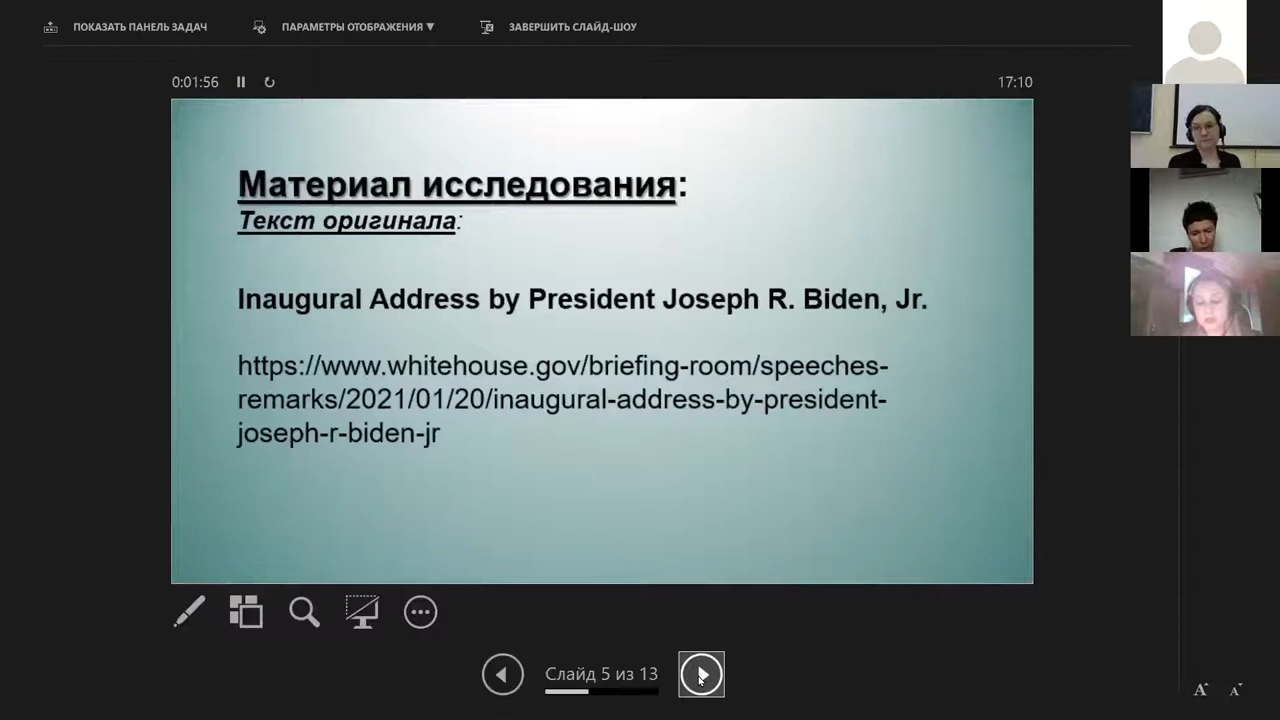 ПОКАЗАТЬ ПАНЕЛЬ ЗАДАЧ
ПАРАМЕТРЫ ОТОБРАЖЕНИЯ ▼
ЗАВЕРШИТЬ СЛАЙД-ШОУ
0:01:56
17:10
Материал исследования:
Текст оригинала:
Inaugural Address by President Joseph R. Biden, Jr.
https://www.whitehouse.gov/briefing-room/speeches-
remarks/2021/01/20/inaugural-address-by-president-
joseph-r-biden-jr
Слайд 5 из 13
A A